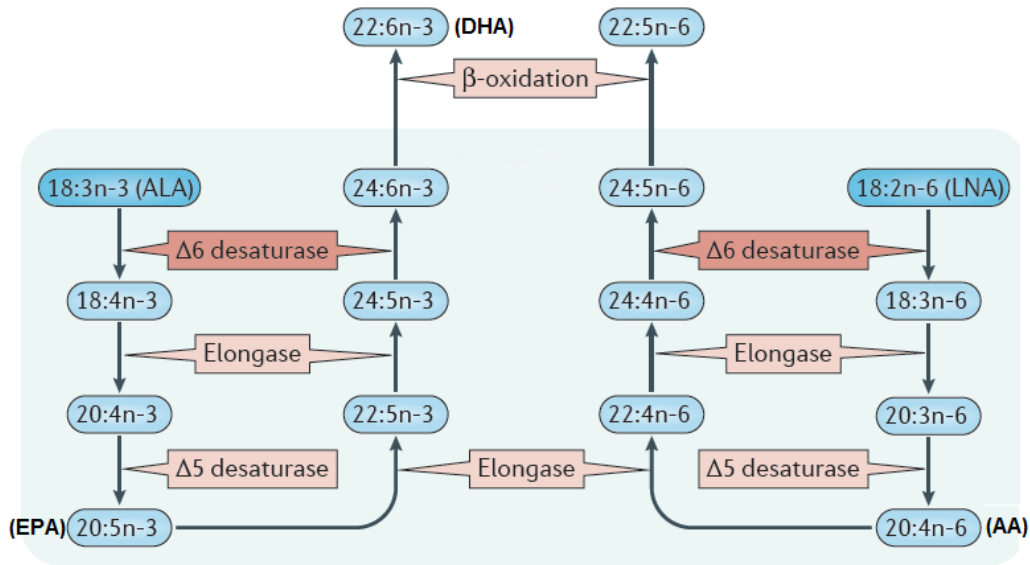 22:6n-3 (DHA) 22:5n-6
β-oxidation
18:3n-3 (ALA) 24:6n-3 24:5n-6 18:2n-6 (LNA)
Δ6 desaturase Δ6 desaturase
18:4n-3 24:5n-3 24:4n-6 18:3n-6
Elongase Elongase
20:4n-3 22:5n-3 22:4n-6 20:3n-6
Δ5 desaturase Elongase Δ5 desaturase
(EPA) 20:5n-3 20:4n-6 (AA)